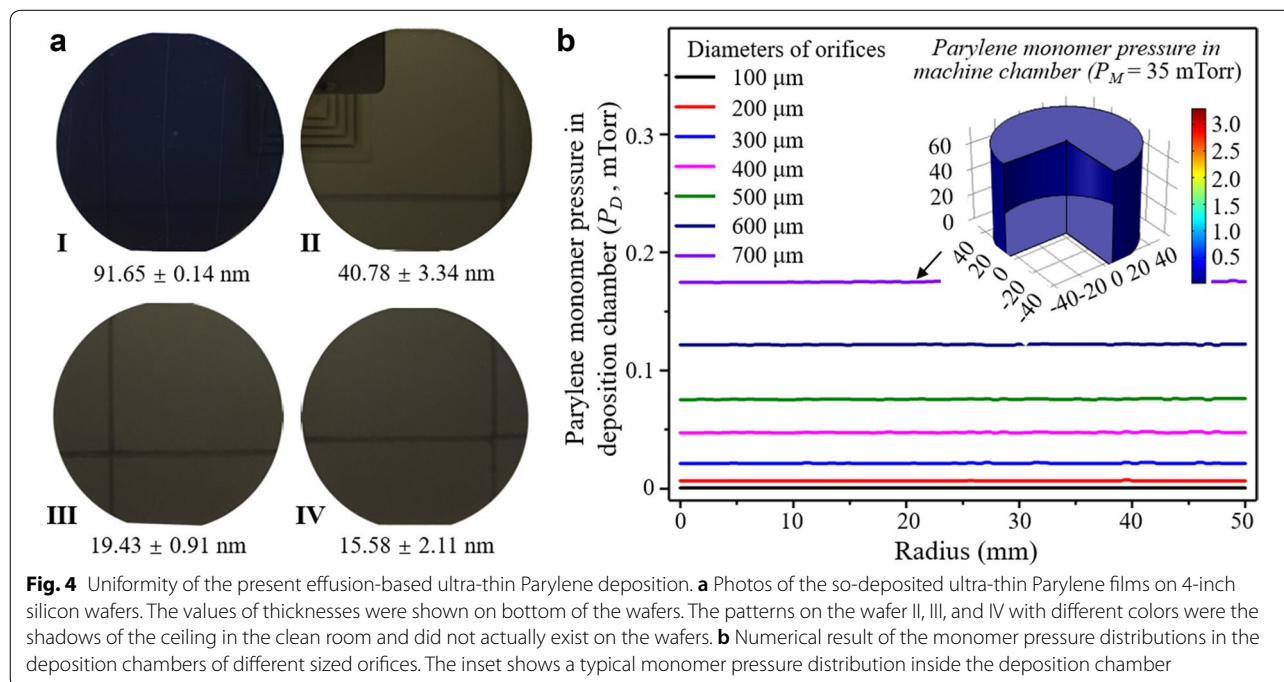 a
I
91.65 ± 0.14 nm
II
40.78 ± 3.34 nm
III
19.43 ± 0.91 nm
IV
15.58 ± 2.11 nm
b
Parylene monomer pressure in
deposition chamber (P_D, mTorr)
0.3
0.2
0.1
0
Diameters of orifices
100 μm
200 μm
300 μm
400 μm
500 μm
600 μm
700 μm
Parylene monomer pressure in
machine chamber (P_M = 35 mTorr)
60
40
20
0
40
20
0
-20
-40
-40
-20
0
20
40
3.0
2.5
2.0
1.5
1.0
0.5
0
10
20
30
40
50
Radius (mm)
Fig. 4 Uniformity of the present effusion-based ultra-thin Parylene deposition. a Photos of the so-deposited ultra-thin Parylene films on 4-inch
silicon wafers. The values of thicknesses were shown on bottom of the wafers. The patterns on the wafer II, III, and IV with different colors were the
shadows of the ceiling in the clean room and did not actually exist on the wafers. b Numerical result of the monomer pressure distributions in the
deposition chambers of different sized orifices. The inset shows a typical monomer pressure distribution inside the deposition chamber